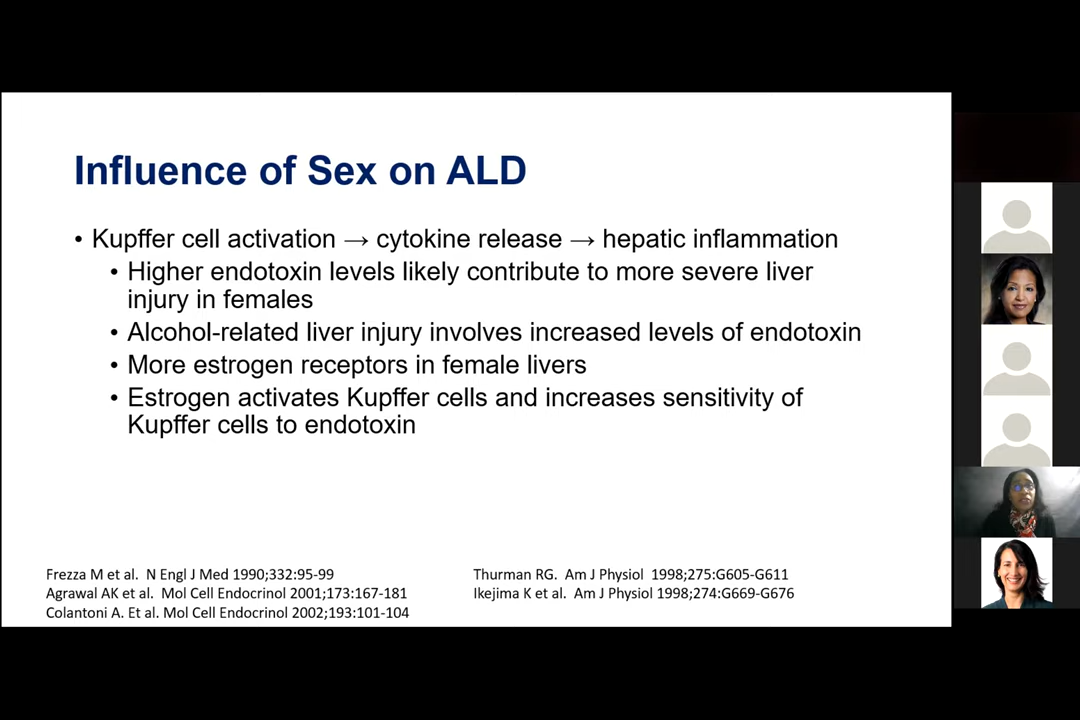 Influence of Sex on ALD
• Kupffer cell activation → cytokine release → hepatic inflammation
• Higher endotoxin levels likely contribute to more severe liver
injury in females
• Alcohol-related liver injury involves increased levels of endotoxin
• More estrogen receptors in female livers
• Estrogen activates Kupffer cells and increases sensitivity of
Kupffer cells to endotoxin
Frezza M et al. N Engl J Med 1990;332:95-99
Agrawal AK et al. Mol Cell Endocrinol 2001;173:167-181
Colantoni A. Et al. Mol Cell Endocrinol 2002;193:101-104
Thurman RG. Am J Physiol 1998;275:G605-G611
Ikejima K et al. Am J Physiol 1998;274:G669-G676